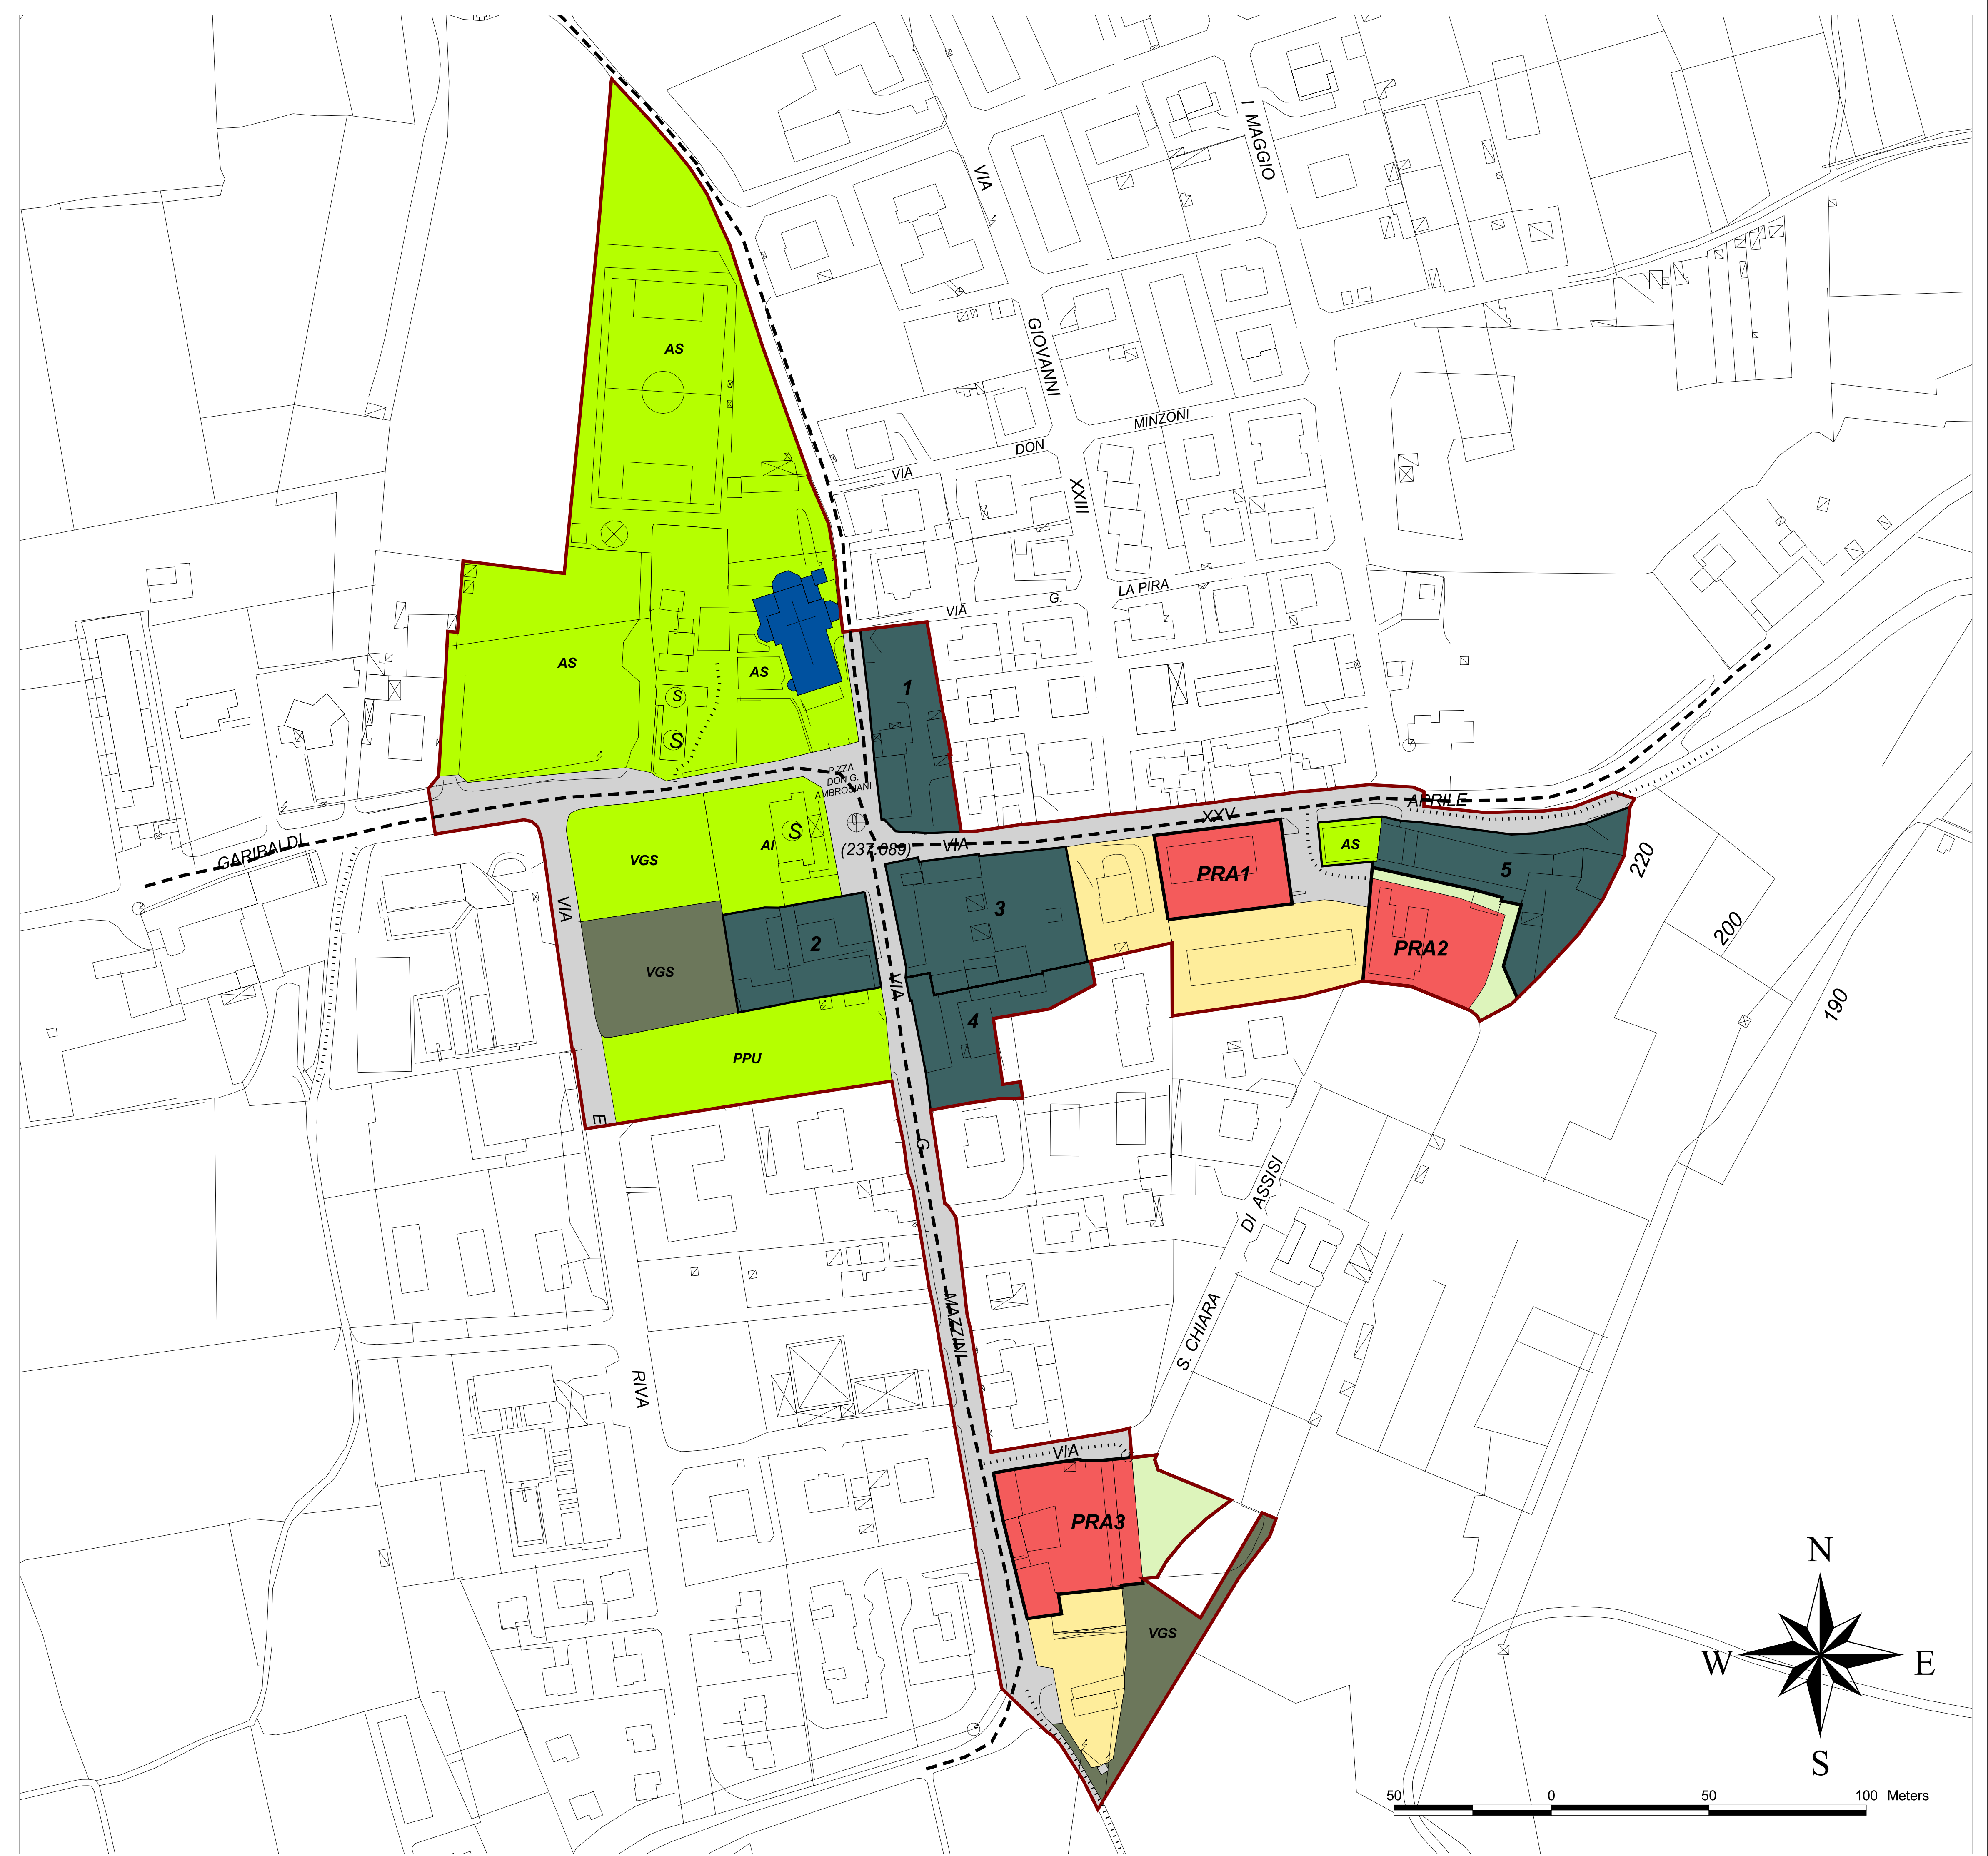 I MAGGIO
VIA
GIOVANNI
XXIII
AS
MINZONI
DON
VIA
LA PIRA
G.
VIA
AS
AS
S
S
1
P.ZZA
DON G.
AMBROSIANI
GARIBALDI
VGS
AI
S
(237.089)
VIA
XXV
APRILE
PRA1
AS
5
220
2
VIA
3
PRA2
200
VGS
2
VIA
4
190
PPU
E
G
DI ASSISI
S. CHIARA
MAZZINI
RIVA
VIA
PRA3
VGS
4
N
W
E
S
50
0
50
100
Meters